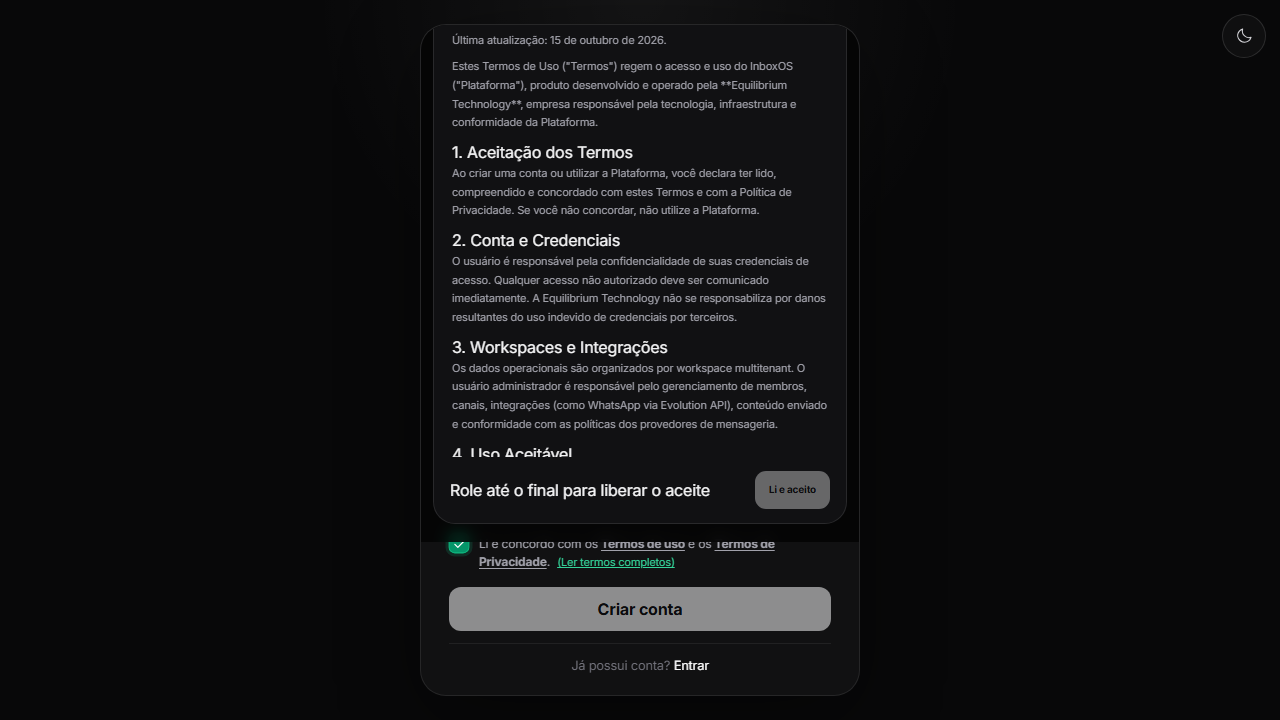 Última atualização: 15 de outubro de 2026.
Estes Termos de Uso ("Termos") regem o acesso e uso do InboxOS
("Plataforma"), produto desenvolvido e operado pela **Equilibrium
Technology**, empresa responsável pela tecnologia, infraestrutura e
conformidade da Plataforma.
1. Aceitação dos Termos
Ao criar uma conta ou utilizar a Plataforma, você declara ter lido,
compreendido e concordado com estes Termos e com a Política de
Privacidade. Se você não concordar, não utilize a Plataforma.
2. Conta e Credenciais
O usuário é responsável pela confidencialidade de suas credenciais de
acesso. Qualquer acesso não autorizado deve ser comunicado
imediatamente. A Equilibrium Technology não se responsabiliza por danos
resultantes do uso indevido de credenciais por terceiros.
3. Workspaces e Integrações
Os dados operacionais são organizados por workspace multitenant. O
usuário administrador é responsável pelo gerenciamento de membros,
canais, integrações (como WhatsApp via Evolution API), conteúdo enviado
e conformidade com as políticas dos provedores de mensageria.
4. Uso Aceitável
Role até o final para liberar o aceite
Li e aceito
Li e concordo com os Termos de uso e os Termos de
Privacidade. (Ler termos completos)
Criar conta
Já possui conta? Entrar